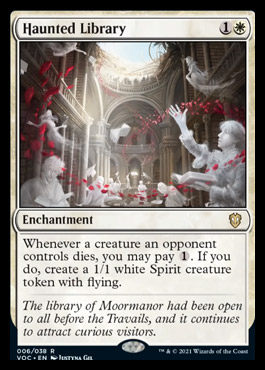 Haunted Library 1
Enchantment
Whenever a creature an opponent
controls dies, you may pay 1. If you
do, create a 1/1 white Spirit creature
token with flying.
The library of Moormanor had been open
to all before the Travails, and it continues
to attract curious visitors.
006/038 R
VOC • EN Justyna Gil
™ & © 2021 Wizards of the Coast